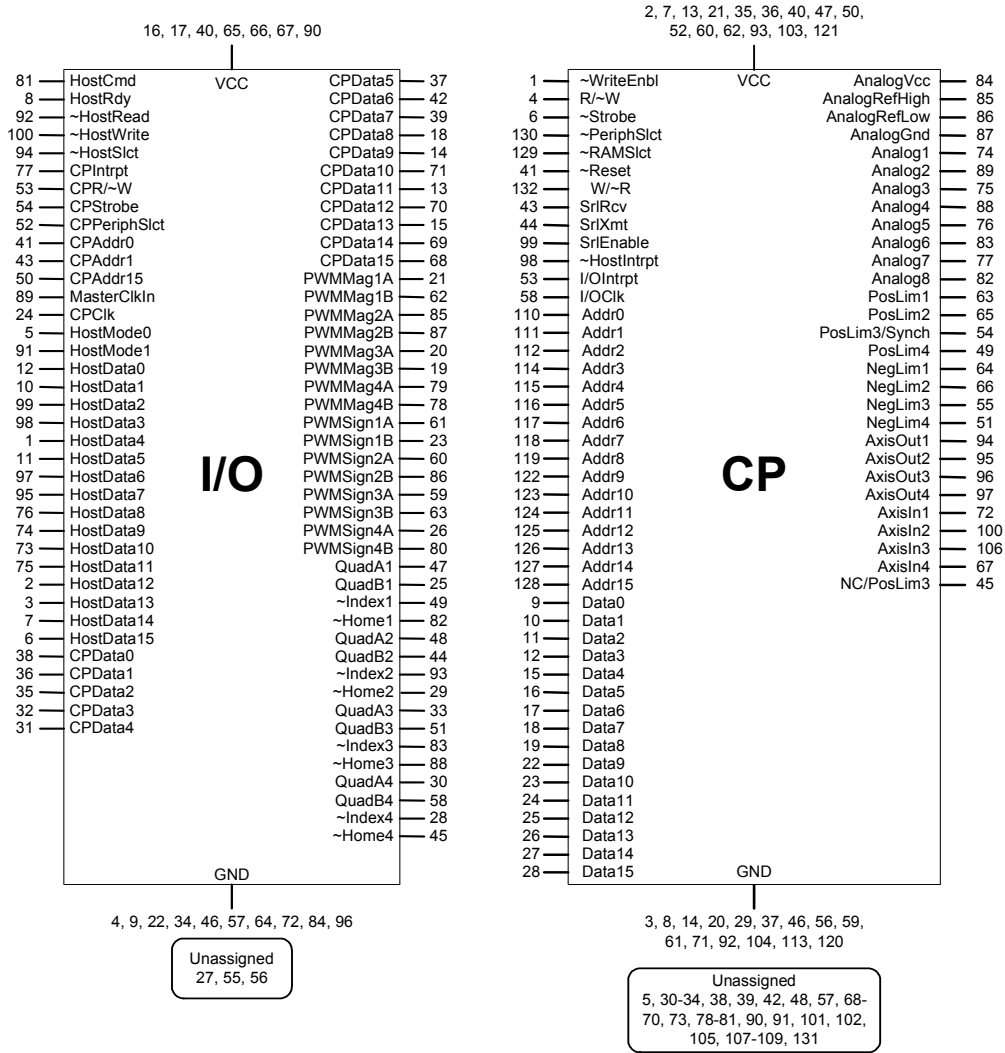 16, 17, 40, 65, 66, 67, 90
VCC
81 HostCmd
8 HostRdy
92 ~HostRead
100 ~HostWrite
94 ~HostSlct
77 CPIntrpt
53 CPR/~W
54 CPStrobe
52 CPPeriphSlct
41 CPAddr0
43 CPAddr1
50 CPAddr15
89 MasterClkIn
24 CPClk
5 HostMode0
91 HostMode1
12 HostData0
10 HostData1
99 HostData2
98 HostData3
1 HostData4
11 HostData5
97 HostData6
95 HostData7
76 HostData8
74 HostData9
73 HostData10
75 HostData11
2 HostData12
3 HostData13
7 HostData14
6 HostData15
38 CPData0
36 CPData1
35 CPData2
32 CPData3
31 CPData4
I/O
CPData5 37
CPData6 42
CPData7 39
CPData8 18
CPData9 14
CPData10 71
CPData11 13
CPData12 70
CPData13 15
CPData14 69
CPData15 68
PWMMag1A 21
PWMMag1B 62
PWMMag2A 85
PWMMag2B 87
PWMMag3A 20
PWMMag3B 19
PWMMag4A 79
PWMMag4B 78
PWMSign1A 61
PWMSign1B 23
PWMSign2A 60
PWMSign2B 86
PWMSign3A 59
PWMSign3B 63
PWMSign4A 26
PWMSign4B 80
QuadA1 47
QuadB1 25
~Index1 49
~Home1 82
QuadA2 48
QuadB2 44
~Index2 93
~Home2 29
QuadA3 33
QuadB3 51
~Index3 83
~Home3 88
QuadA4 30
QuadB4 58
~Index4 28
~Home4 45
GND
4, 9, 22, 34, 46, 57, 64, 72, 84, 96
Unassigned
27, 55, 56
2, 7, 13, 21, 35, 36, 40, 47, 50,
52, 60, 62, 93, 103, 121
VCC
1 ~WriteEnbl
4 R/~W
6 ~Strobe
130 ~PeriphSlct
129 ~RAMSlct
41 ~Reset
132 W/~R
43 SrlRcv
44 SrlXmt
99 SrlEnable
98 ~HostIntrpt
53 I/OIntrpt
58 I/OClk
110 Addr0
111 Addr1
112 Addr2
114 Addr3
115 Addr4
116 Addr5
117 Addr6
118 Addr7
119 Addr8
122 Addr9
123 Addr10
124 Addr11
125 Addr12
126 Addr13
127 Addr14
128 Addr15
9 Data0
10 Data1
11 Data2
12 Data3
15 Data4
16 Data5
17 Data6
18 Data7
19 Data8
22 Data9
23 Data10
24 Data11
25 Data12
26 Data13
27 Data14
28 Data15
CP
AnalogVcc 84
AnalogRefHigh 85
AnalogRefLow 86
AnalogGnd 87
Analog1 74
Analog2 89
Analog3 75
Analog4 88
Analog5 76
Analog6 83
Analog7 77
Analog8 82
PosLim1 63
PosLim2 65
PosLim3/Synch 54
PosLim4 49
NegLim1 64
NegLim2 66
NegLim3 55
NegLim4 51
AxisOut1 94
AxisOut2 95
AxisOut3 96
AxisOut4 97
AxisIn1 72
AxisIn2 100
AxisIn3 106
AxisIn4 67
NC/PosLim3 45
GND
3, 8, 14, 20, 29, 37, 46, 56, 59,
61, 71, 92, 104, 113, 120
Unassigned
5, 30-34, 38, 39, 42, 48, 57, 68-
70, 73, 78-81, 90, 91, 101, 102,
105, 107-109, 131